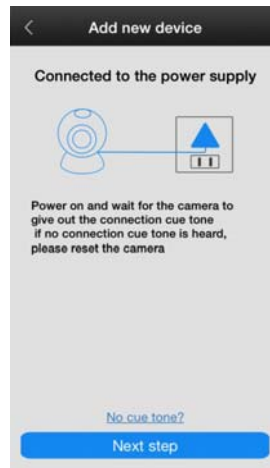 Add new device
Connected to the power supply
Power on and wait for the camera to
give out the connection cue tone
if no connection cue tone is heard,
please reset the camera
No cue tone?
Next step